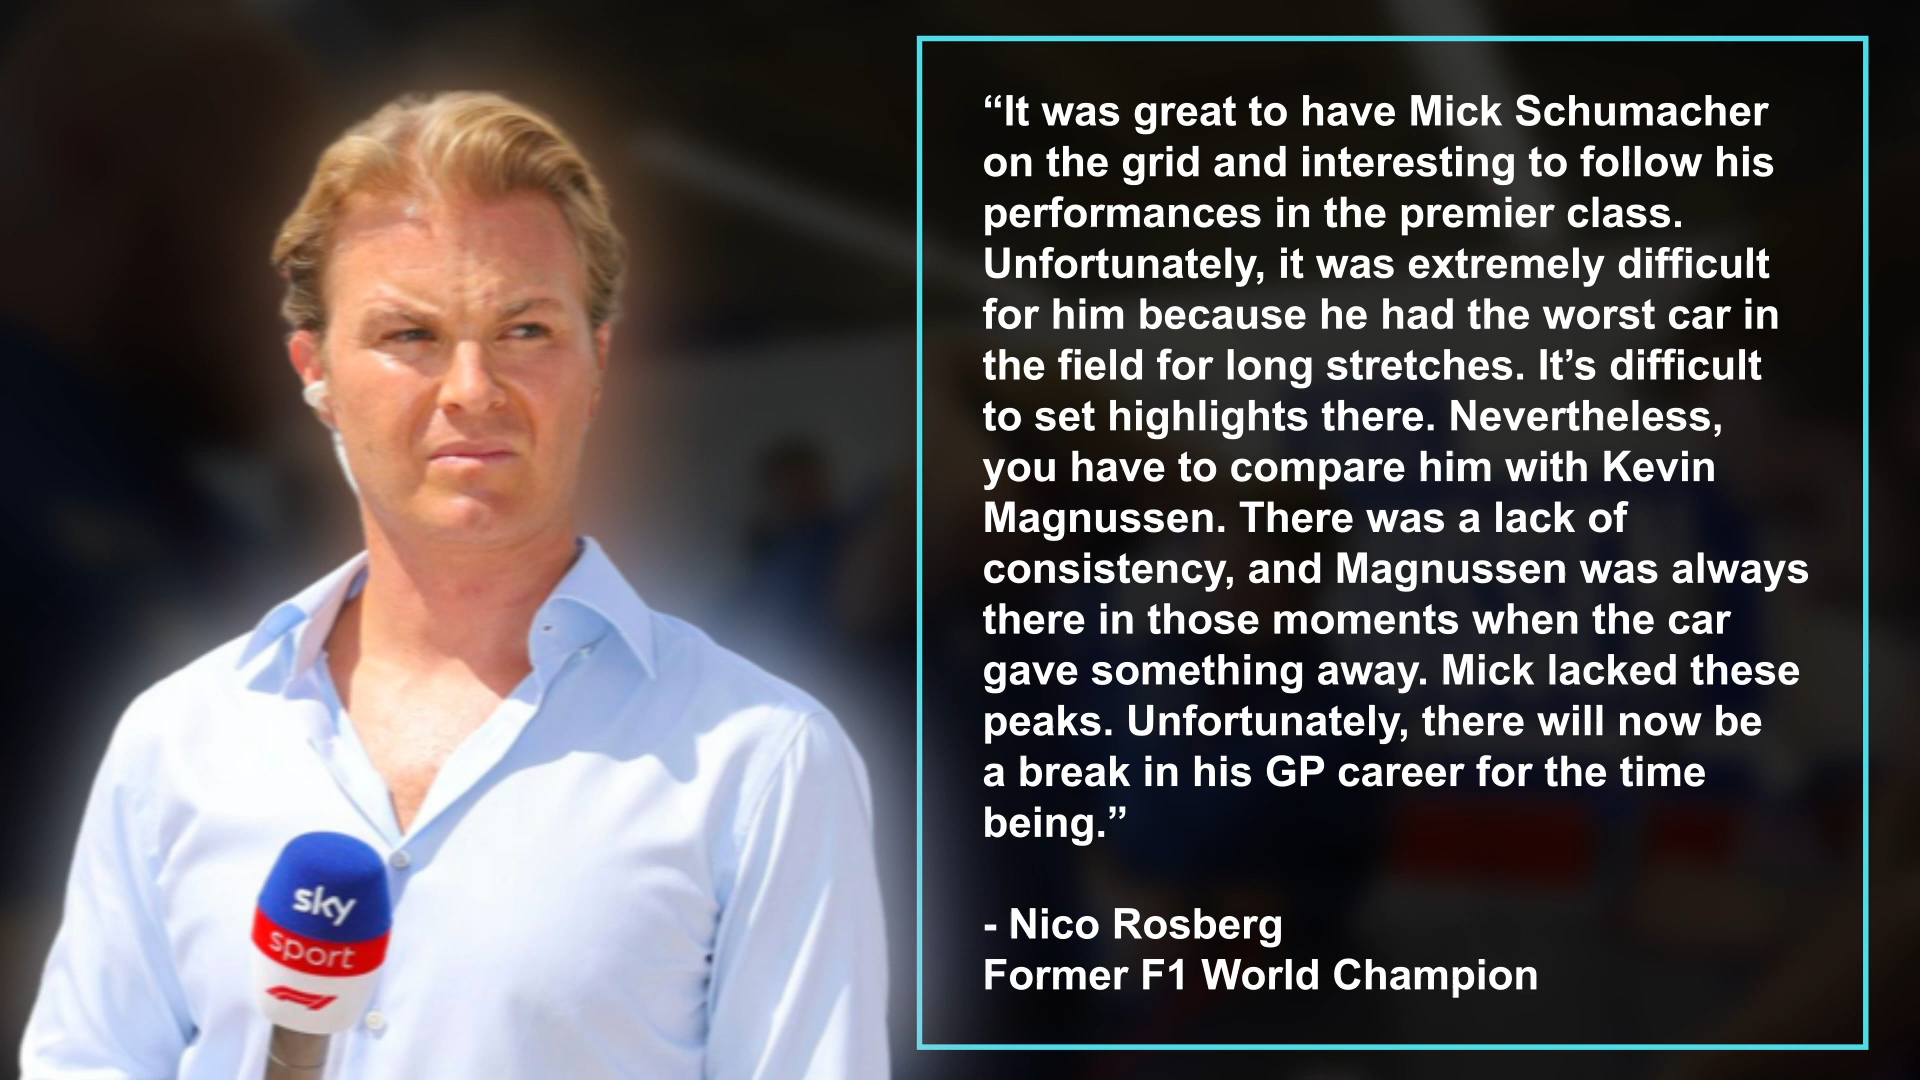 “It was great to have Mick Schumacher
on the grid and interesting to follow his
performances in the premier class.
Unfortunately, it was extremely difficult
for him because he had the worst car in
the field for long stretches. It’s difficult
to set highlights there. Nevertheless,
you have to compare him with Kevin
Magnussen. There was a lack of
consistency, and Magnussen was always
there in those moments when the car
gave something away. Mick lacked these
peaks. Unfortunately, there will now be
a break in his GP career for the time
being.”
- Nico Rosberg
Former F1 World Champion
sky
sport
F1